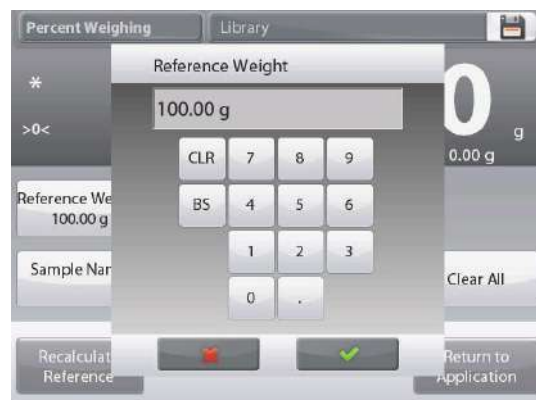 Percent Weighing Library
Reference Weight
100.00 g
*
>0<
0 g
0.00 g
CLR 7 8 9
BS 4 5 6
1 2 3
0 .
Reference We
100.00 g
Sample Nar
Clear All
Recalculat
Reference
Return to
Application